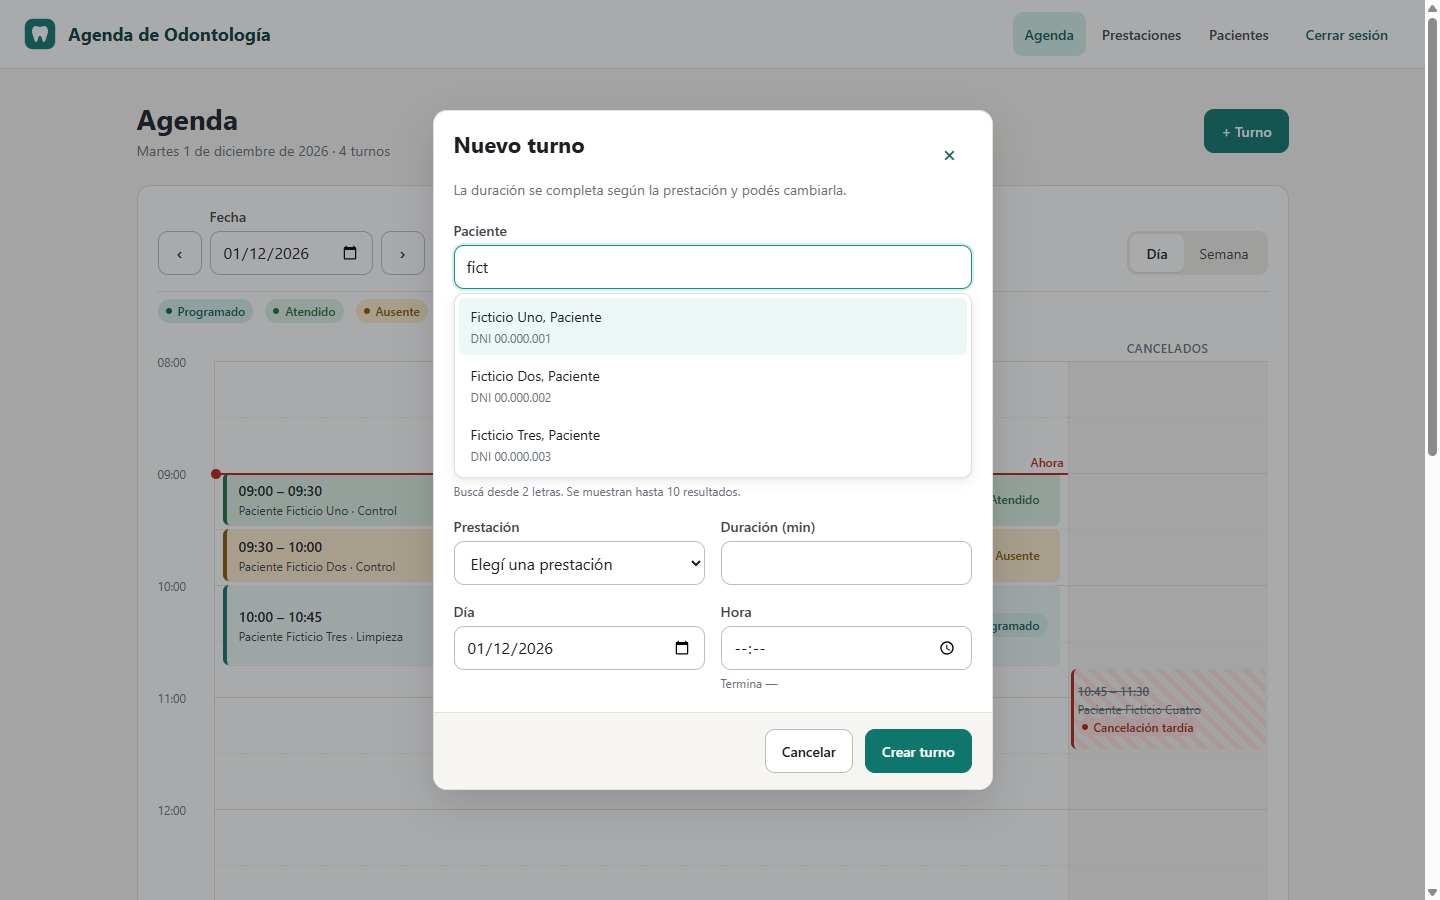 Agenda de Odontología
Agenda
Prestaciones
Pacientes
Cerrar sesión
Agenda
Martes 1 de diciembre de 2026 · 4 turnos
+ Turno
Fecha
‹
01/12/2026
›
Día
Semana
Programado
Atendido
Ausente
CANCELADOS
08:00
09:00
10:00
11:00
12:00
Ahora
09:00 – 09:30
Paciente Ficticio Uno · Control
Atendido
09:30 – 10:00
Paciente Ficticio Dos · Control
Ausente
10:00 – 10:45
Paciente Ficticio Tres · Limpieza
gramado
10:45 – 11:30
Paciente Ficticio Cuatro
Cancelación tardía
Nuevo turno
×
La duración se completa según la prestación y podés cambiarla.
Paciente
fict
Ficticio Uno, Paciente
DNI 00.000.001
Ficticio Dos, Paciente
DNI 00.000.002
Ficticio Tres, Paciente
DNI 00.000.003
Buscá desde 2 letras. Se muestran hasta 10 resultados.
Prestación
Elegí una prestación
Duración (min)
Día
01/12/2026
Hora
--:--
Termina —
Cancelar
Crear turno